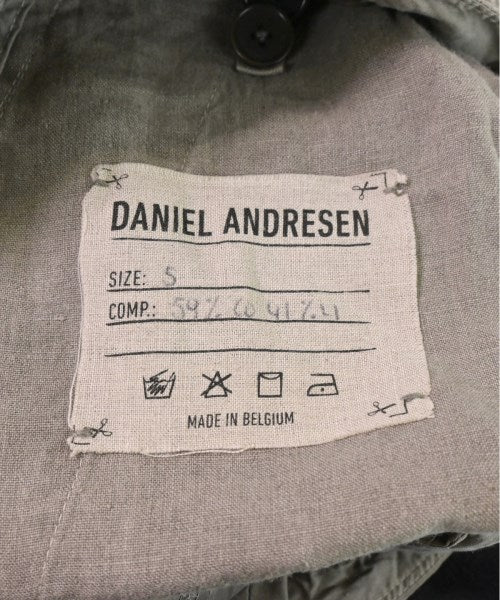 DANIEL ANDRESEN
SIZE: S
COMP.: 59% CO 41% LI
MADE IN BELGIUM